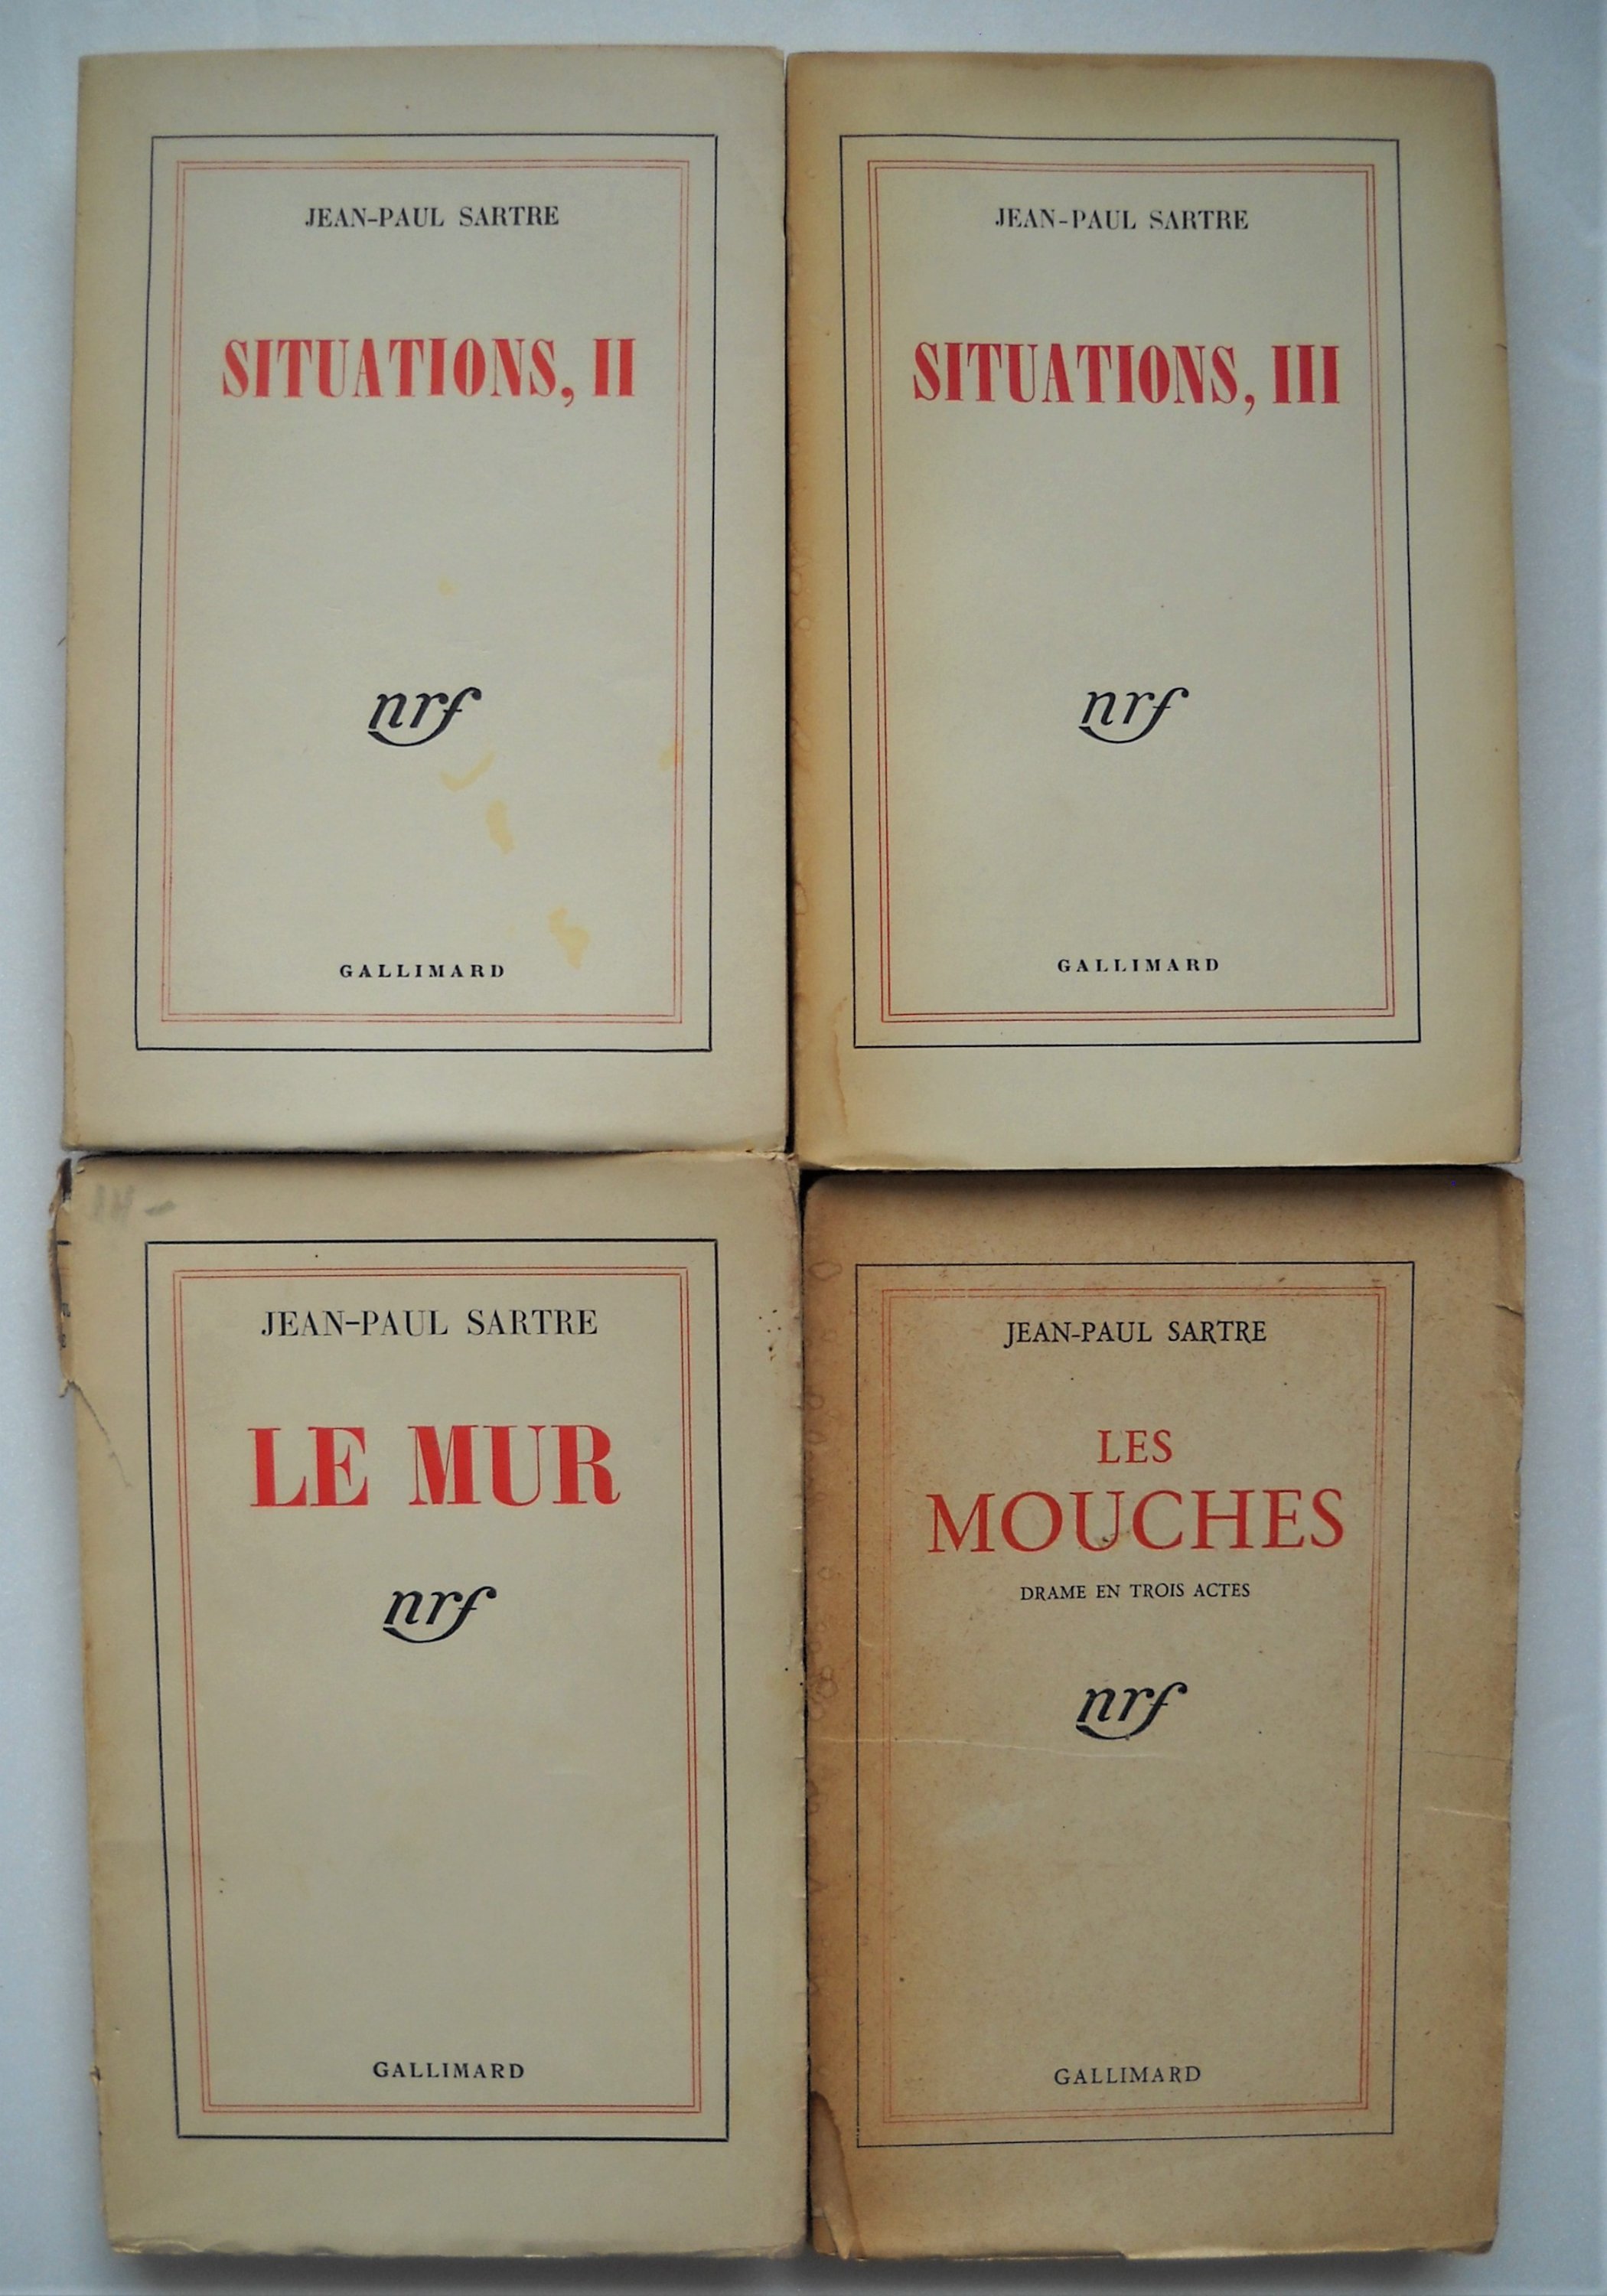 JEAN-PAUL SARTRE
SITUATIONS, II
nrf
GALLIMARD
JEAN-PAUL SARTRE
SITUATIONS, III
nrf
GALLIMARD
JEAN-PAUL SARTRE
LE MUR
nrf
GALLIMARD
JEAN-PAUL SARTRE
LES
MOUCHES
DRAME EN TROIS ACTES
nrf
GALLIMARD